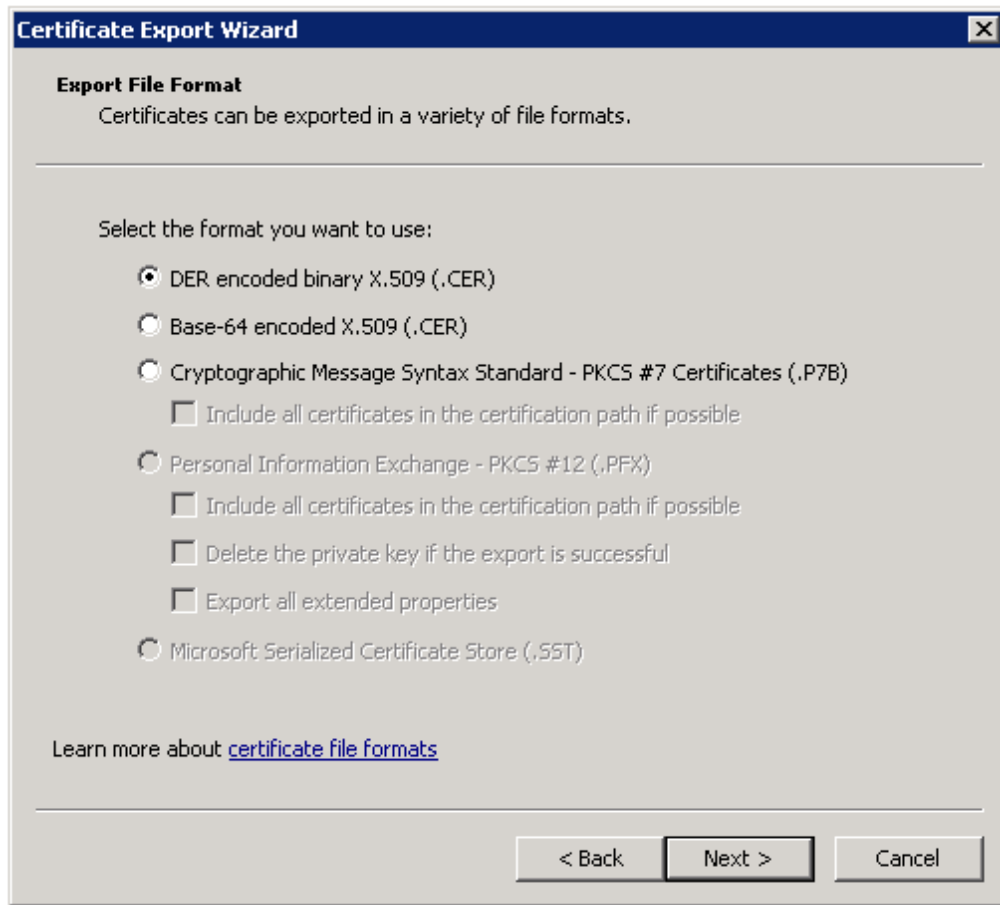 Certificate Export Wizard
Export File Format
Certificates can be exported in a variety of file formats.
Select the format you want to use:
DER encoded binary X.509 (.CER)
Base-64 encoded X.509 (.CER)
Cryptographic Message Syntax Standard - PKCS #7 Certificates (.P7B)
Include all certificates in the certification path if possible
Personal Information Exchange - PKCS #12 (.PFX)
Include all certificates in the certification path if possible
Delete the private key if the export is successful
Export all extended properties
Microsoft Serialized Certificate Store (.SST)
Learn more about certificate file formats
< Back Next > Cancel